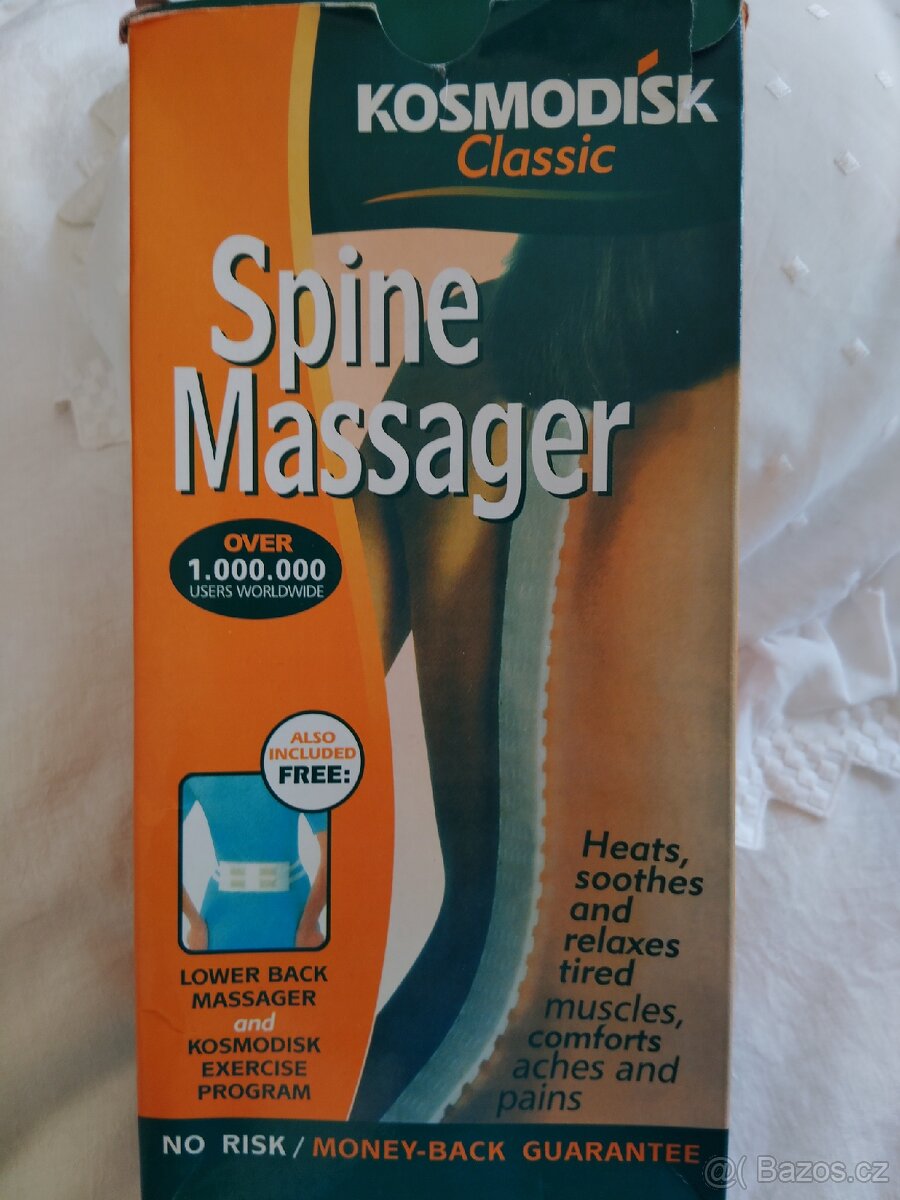 KOSMODISK
Classic
Spine
Massager
OVER
1.000.000
USERS WORLDWIDE
ALSO
INCLUDED
FREE:
LOWER BACK
MASSAGER
and
KOSMODISK
EXERCISE
PROGRAM
Heats,
soothes
and
relaxes
tired
muscles,
comforts
aches and
pains
NO RISK / MONEY-BACK GUARANTEE
@( Bazos.cz